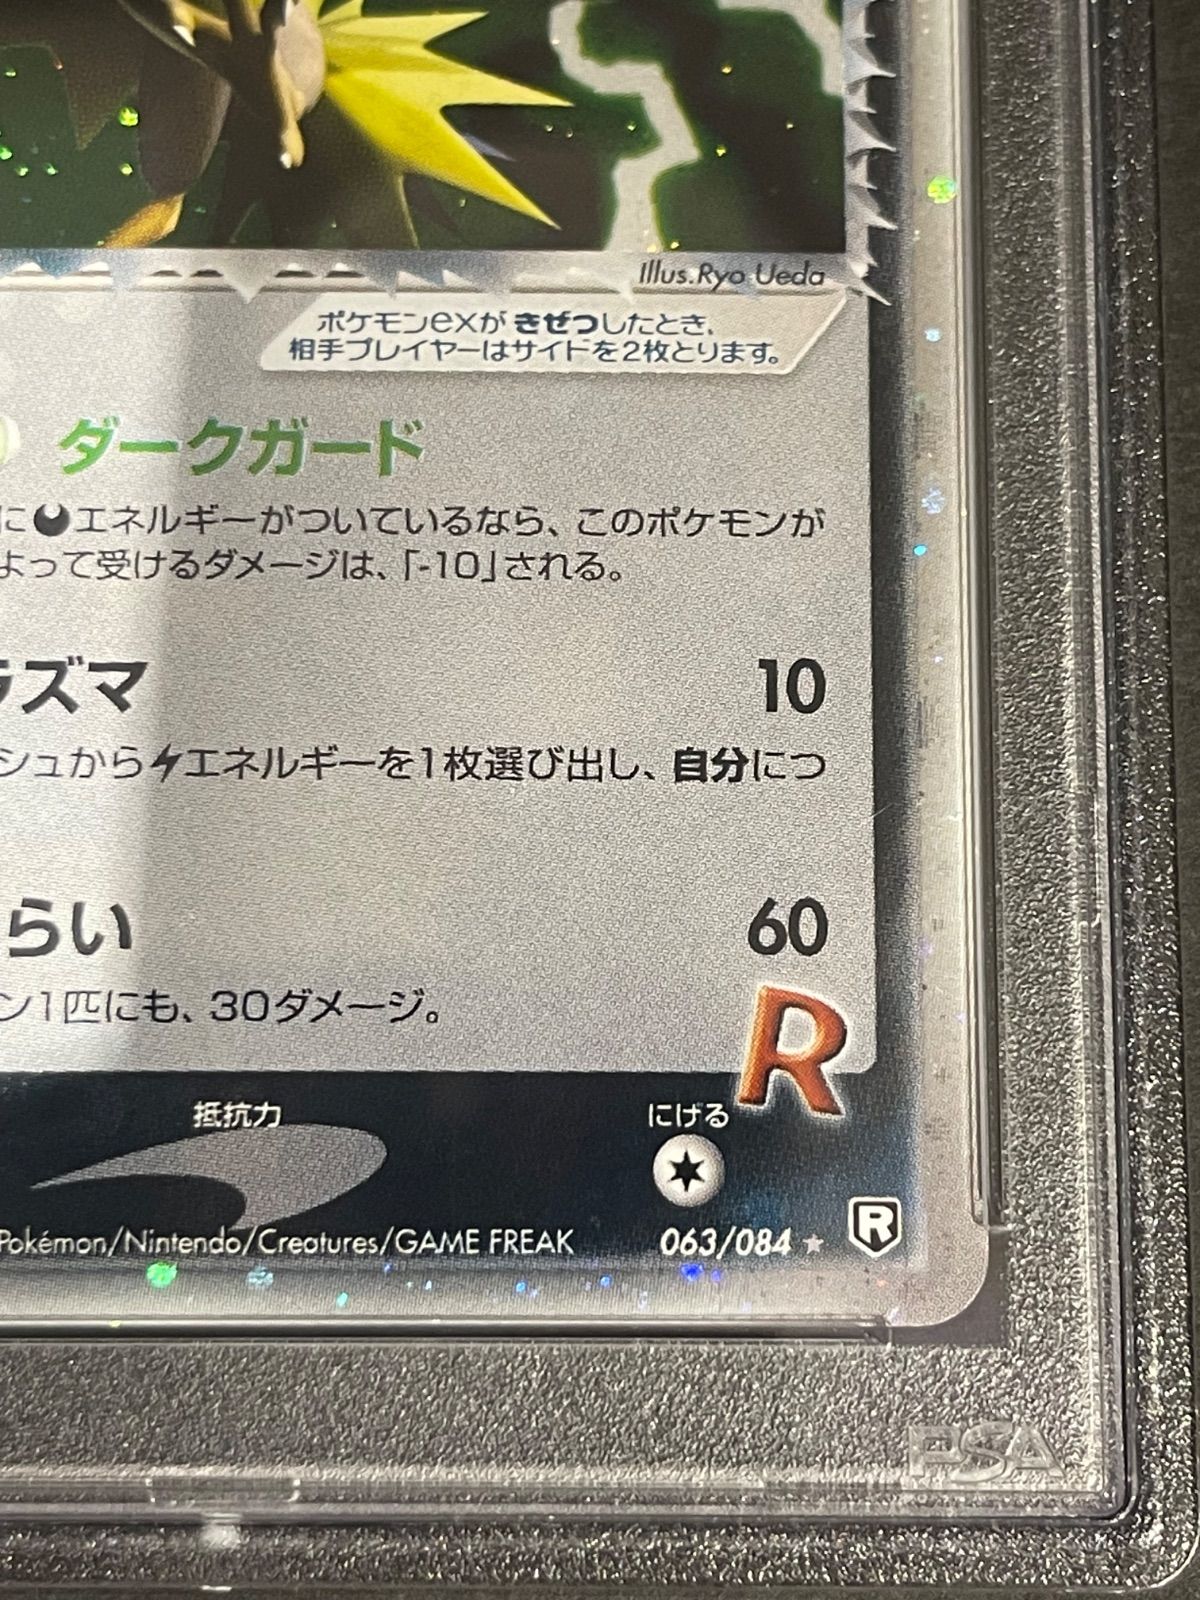 Illus.Ryo Ueda
ポケモンexが きぜつしたとき、
相手プレイヤーはサイドを2枚とります。
ダークガード
にエネルギーがついているなら、このポケモンが
よって受けるダメージは、「-10」される。
ラズマ 10
シュからエネルギーを1枚選び出し、自分につ
らい 60
ン1匹にも、30ダメージ。
R
抵抗力 にげる
Pokémon/Nintendo/Creatures/GAME FREAK 063/084 ★ R
PSA